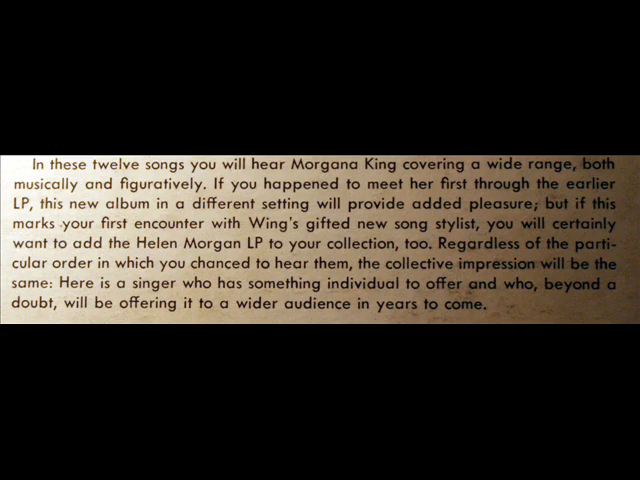 In these twelve songs you will hear Morgana King covering a wide range, both
musically and figuratively. If you happened to meet her first through the earlier
LP, this new album in a different setting will provide added pleasure; but if this
marks your first encounter with Wing's gifted new song stylist, you will certainly
want to add the Helen Morgan LP to your collection, too. Regardless of the parti-
cular order in which you chanced to hear them, the collective impression will be the
same: Here is a singer who has something individual to offer and who, beyond a
doubt, will be offering it to a wider audience in years to come.